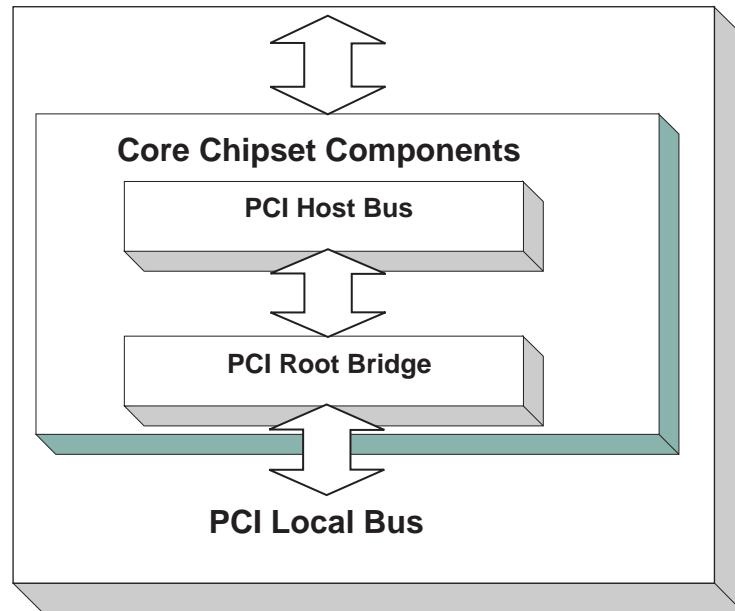 Core Chipset Components
PCI Host Bus
PCI Root Bridge
PCI Local Bus